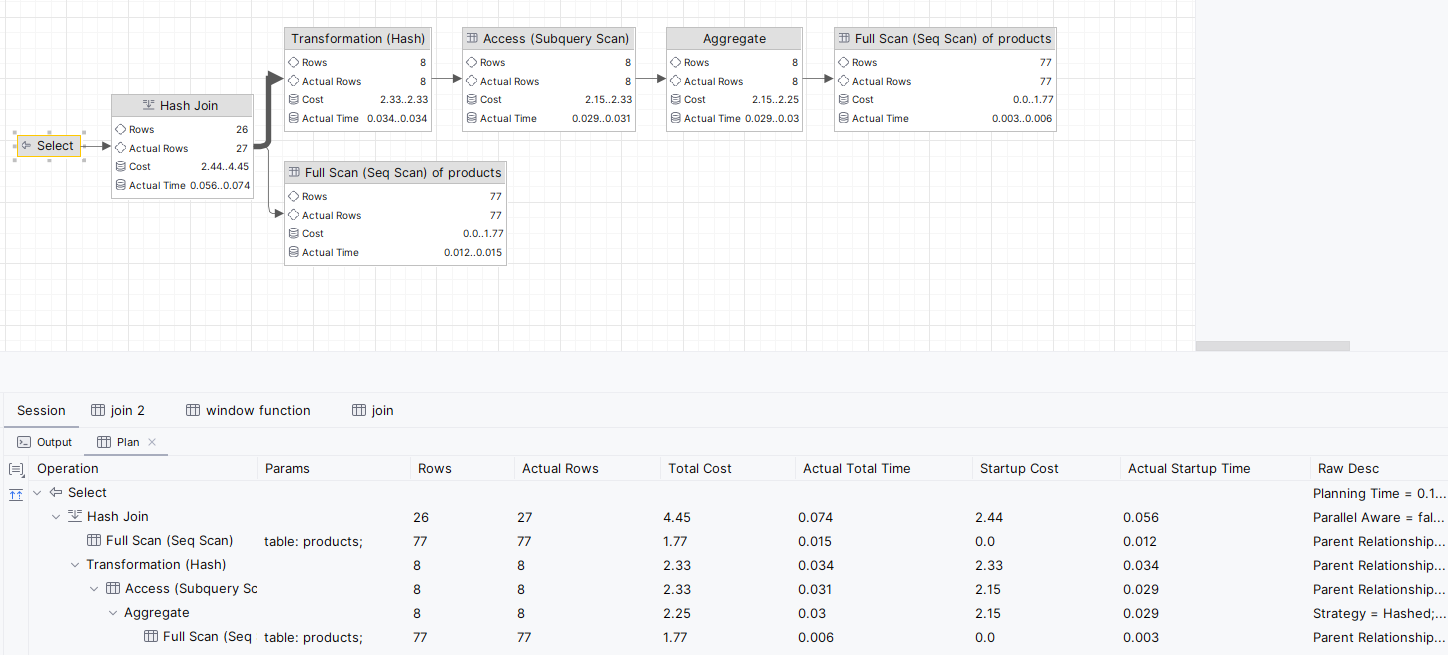 Transformation (Hash)
Rows 8
Actual Rows 8
Cost 2.33..2.33
Actual Time 0.034..0.034
Access (Subquery Scan)
Rows 8
Actual Rows 8
Cost 2.15..2.33
Actual Time 0.029..0.031
Aggregate
Rows 8
Actual Rows 8
Cost 2.15..2.25
Actual Time 0.029..0.03
Full Scan (Seq Scan) of products
Rows 77
Actual Rows 77
Cost 0.0..1.77
Actual Time 0.003..0.006
Select
Hash Join
Rows 26
Actual Rows 27
Cost 2.44..4.45
Actual Time 0.056..0.074
Full Scan (Seq Scan) of products
Rows 77
Actual Rows 77
Cost 0.0..1.77
Actual Time 0.012..0.015
Session join 2 window function join
Output Plan
Operation Params Rows Actual Rows Total Cost Actual Total Time Startup Cost Actual Startup Time Raw Desc
Select Planning Time = 0.1...
Hash Join 26 27 4.45 0.074 2.44 0.056 Parallel Aware = fal...
Full Scan (Seq Scan) table: products; 77 77 1.77 0.015 0.0 0.012 Parent Relationship...
Transformation (Hash) 8 8 2.33 0.034 2.33 0.034 Parent Relationship...
Access (Subquery Sc 8 8 2.33 0.031 2.15 0.029 Parent Relationship...
Aggregate 8 8 2.25 0.03 2.15 0.029 Strategy = Hashed;...
Full Scan (Seq table: products; 77 77 1.77 0.006 0.0 0.003 Parent Relationship...